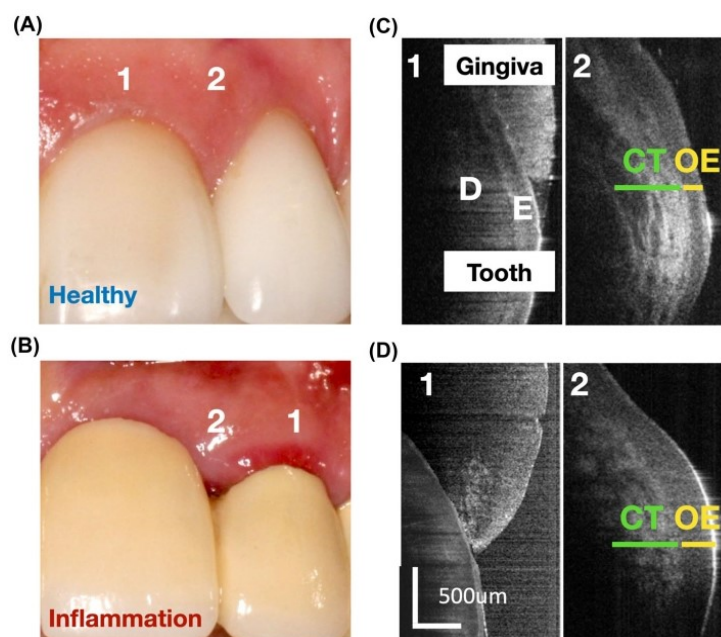 (A)
1
2
Healthy
(B)
2
1
Inflammation
(C)
1
Gingiva
D
E
Tooth
2
CT OE
(D)
1
500um
2
CT OE